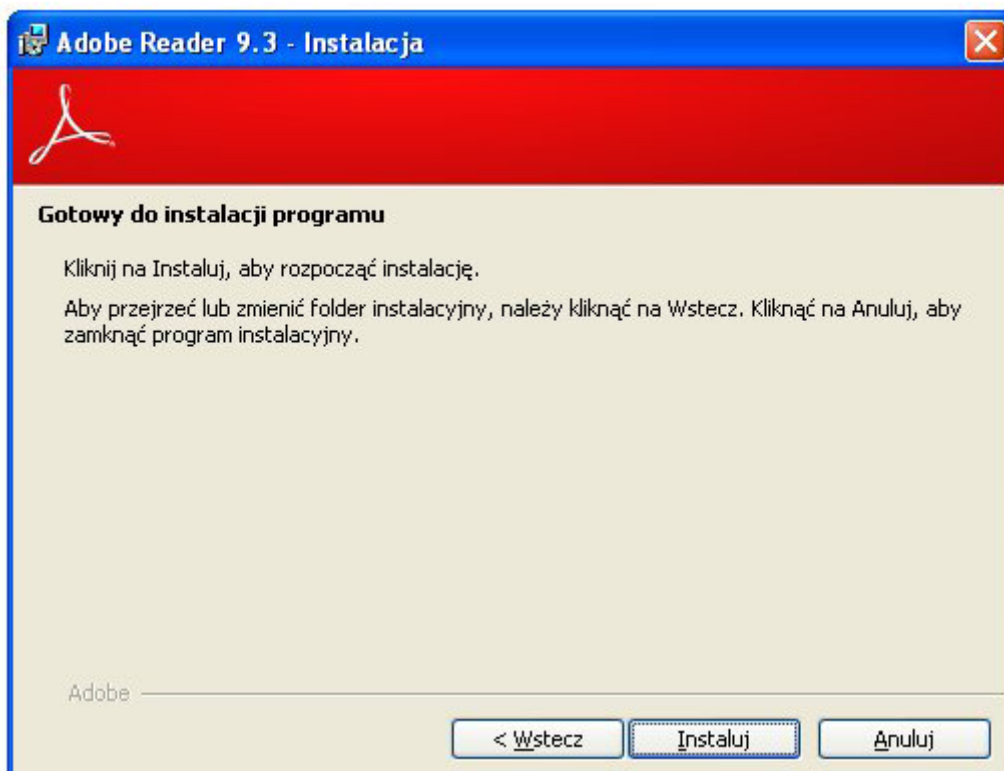 Adobe Reader 9.3 - Instalacja
Gotowy do instalacji programu
Kliknij na Instaluj, aby rozpocząć instalację.
Aby przejrzeć lub zmienić folder instalacyjny, należy kliknąć na Wstecz. Kliknąć na Anuluj, aby
zamknąć program instalacyjny.
Adobe
< Wstecz Instaluj Anuluj